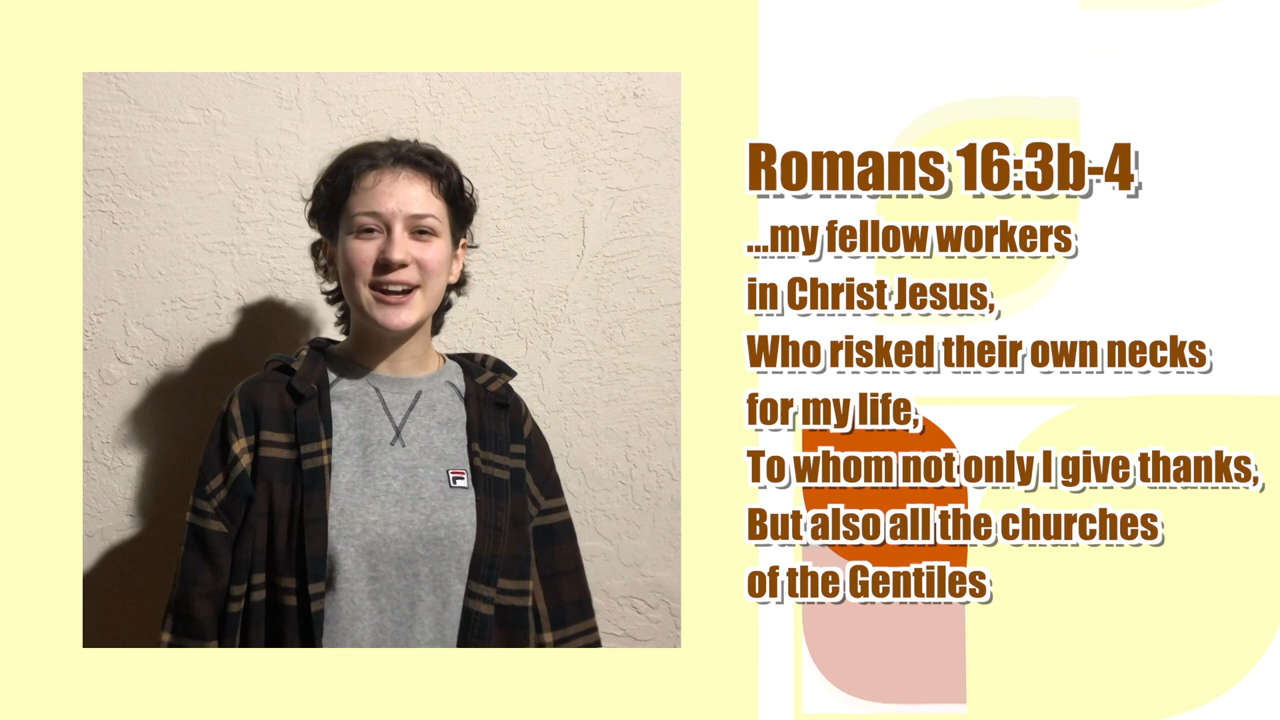 Romans 16:3b-4
...my fellow workers
in Christ Jesus,
Who risked their own necks
for my life,
To whom not only I give thanks,
But also all the churches
of the Gentiles